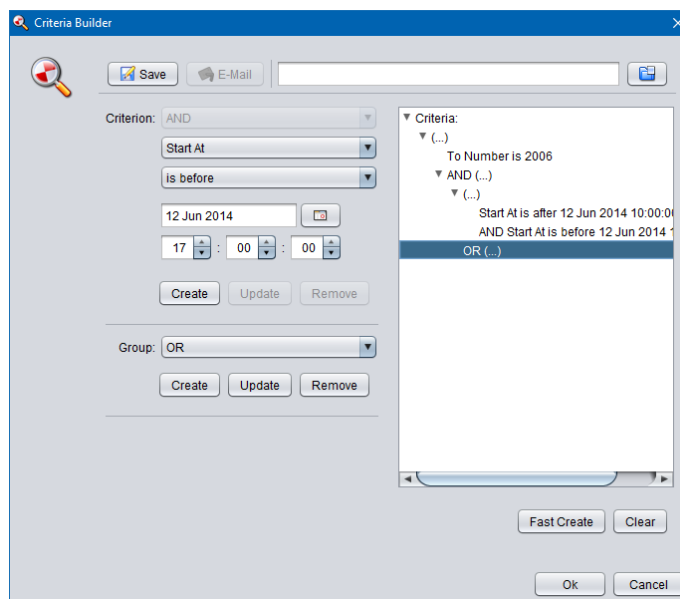 Criteria Builder
Save
E-Mail
Criterion: AND
Start At
is before
12 Jun 2014
17 : 00 : 00
Create Update Remove
Group: OR
Create Update Remove
Criteria:
(...)
To Number is 2006
AND (...)
(...)
Start At is after 12 Jun 2014 10:00:00
AND Start At is before 12 Jun 2014 1
OR (...)
Fast Create Clear
Ok Cancel